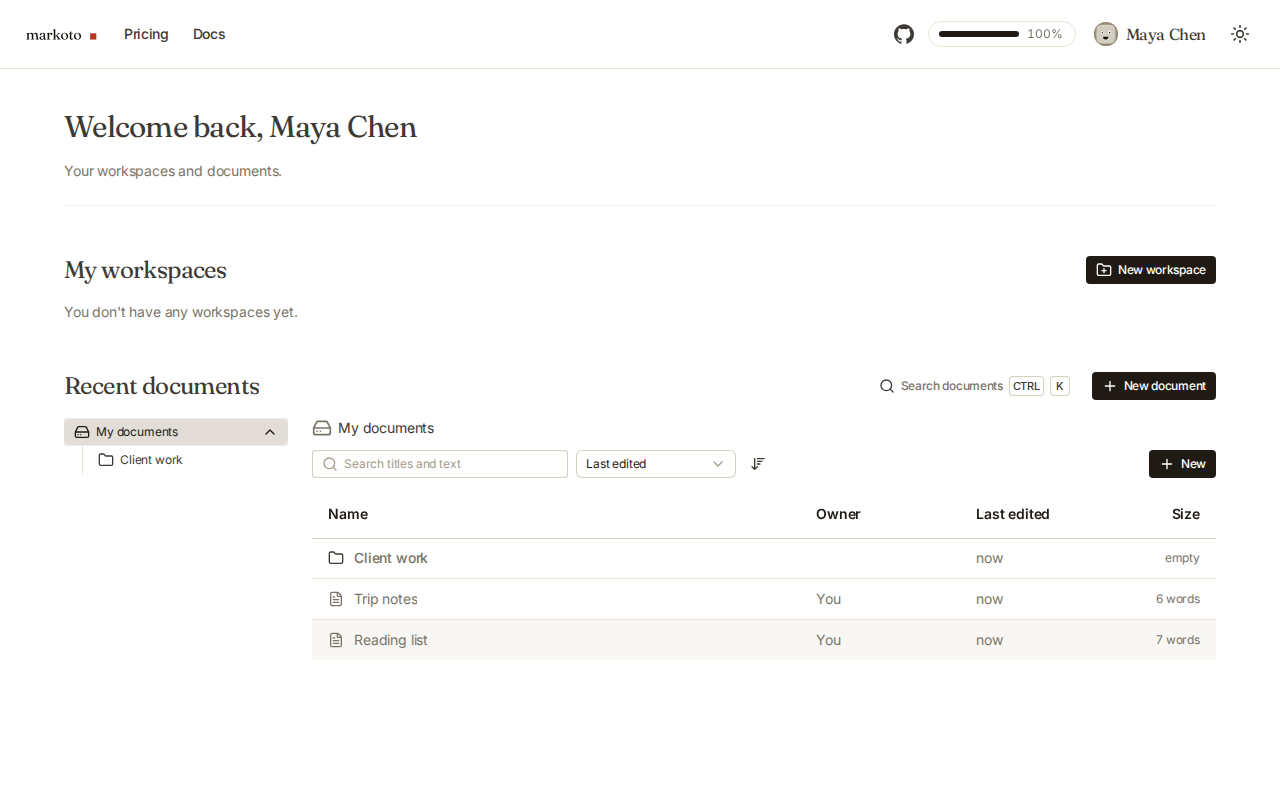 markoto
Pricing
Docs
100%
Maya Chen
Welcome back, Maya Chen
Your workspaces and documents.
My workspaces
New workspace
You don't have any workspaces yet.
Recent documents
Search documents CTRL K
New document
My documents
Client work
My documents
Search titles and text
Last edited
New
Name Owner Last edited Size
Client work now empty
Trip notes You now 6 words
Reading list You now 7 words